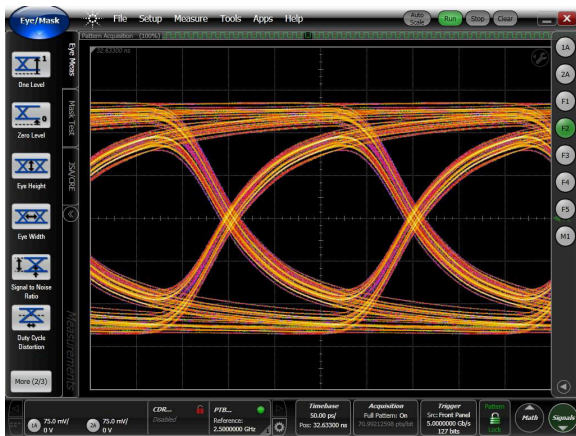 Eye/Mask
File Setup Measure Tools Apps Help
Auto Scale
Run
Stop
Clear
Pattern Acquisition (100%)
32.63300 ns
Eye Meas
Mask Test
JSA/CRE
One Level
Zero Level
Eye Height
Eye Width
Signal to Noise
Ratio
Duty Cycle
Distortion
More (2/3)
Measurements
1A
2A
F1
F2
F3
F4
F5
M1
1A 75.0 mV/
0 V
2A 75.0 mV/
0 V
CDR...
Disabled
PTB...
Reference:
2.5000000 GHz
Timebase
50.00 ps/
Pos: 32.63300 ns
Acquisition
Full Pattern: On
70.99212598 pts/bit
Trigger
Src: Front Panel
5.0000000 Gb/s
127 bits
Pattern
Lock
Math
Signals